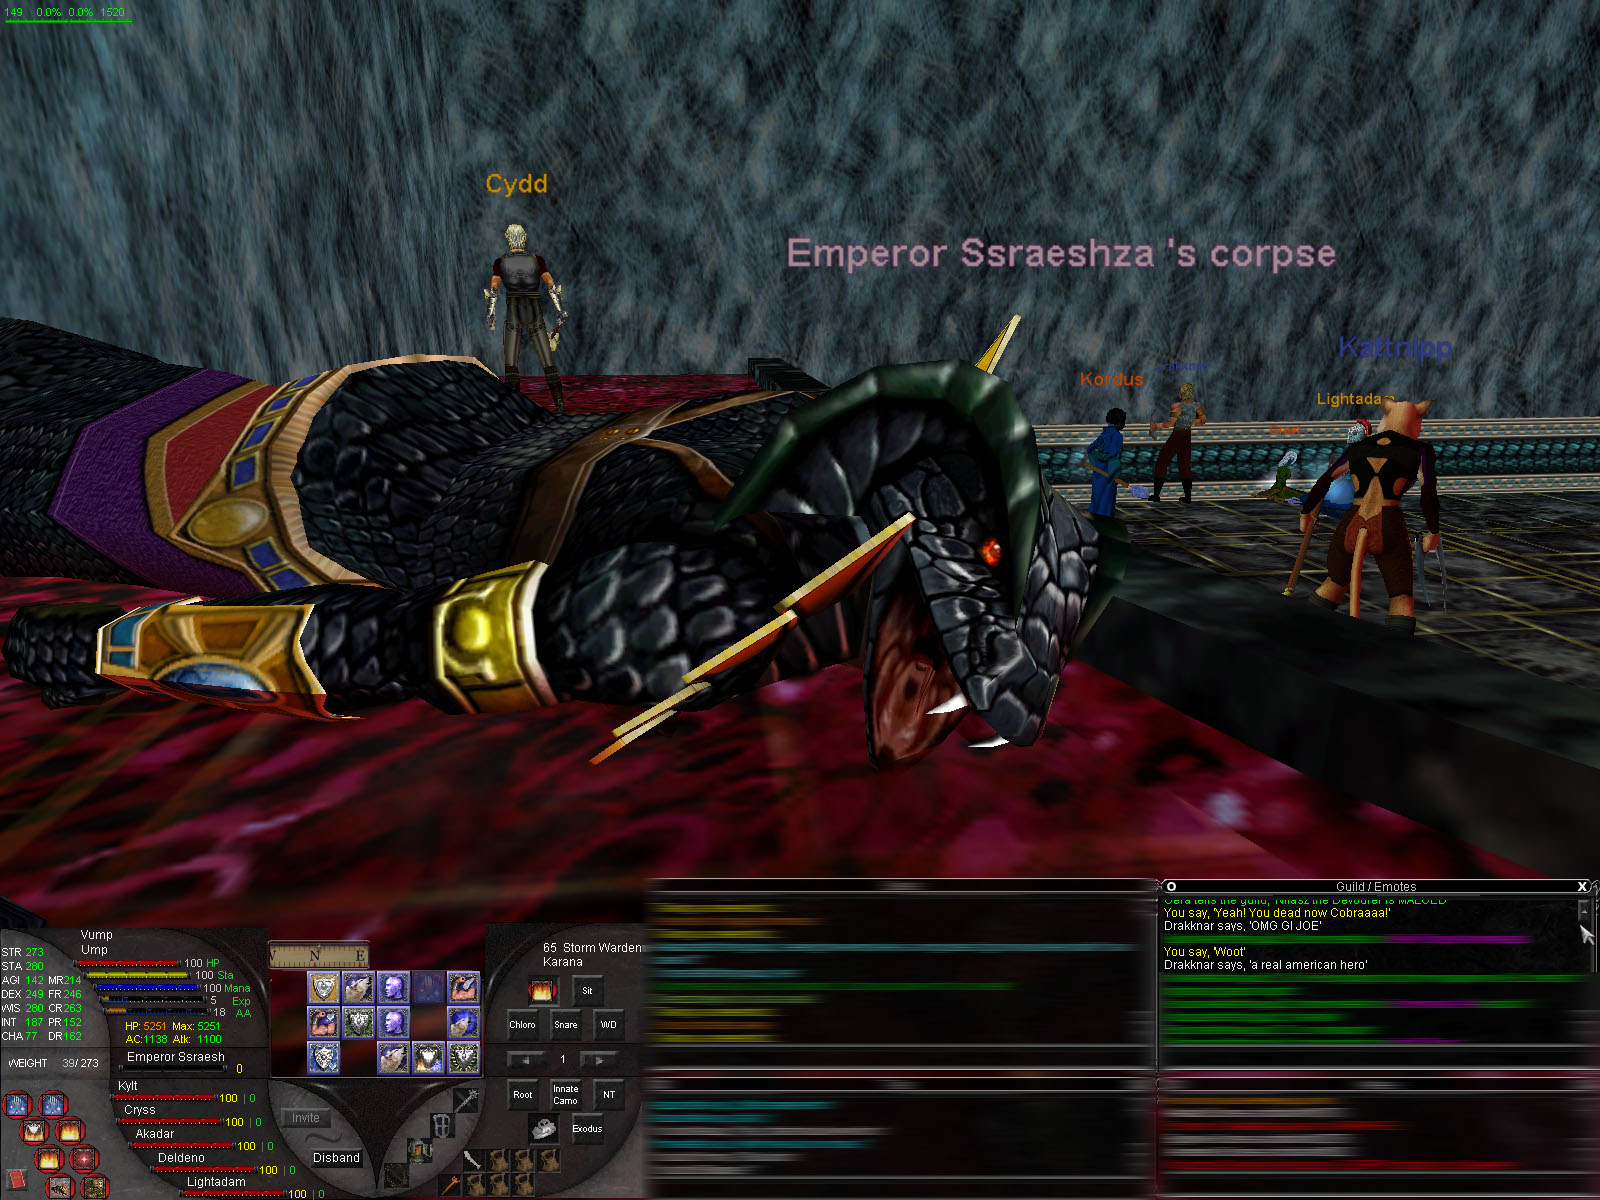 149 0.0% 0.0% 1520
Cydd
Emperor Ssraeshza 's corpse
Kattnipp
Kordus
Guild / Emotes
O
X
You say, 'Yeah! You dead now Cobraaaa!'
Drakknar says, 'OMG GI JOE'
You say, 'Woot'
Drakknar says, 'a real american hero'
Vump
Ump
STR 273
STA 280
AGI 142 MR 214
DEX 249 FR 246
WIS 280 CR 263
INT 187 PR 152
CHA 77 DR 162
100 HP
100 Sta
100 Mana
5 Exp
18 AA
HP: 5251 Max: 5251
AC: 1138 Atk: 1100
WEIGHT 39/ 273
Emperor Ssraesh
0
Kylt
100 | 0
Cryss
100 | 0
Akadar
100 | 0
Deldeno
100 | 0
Lightadam
100 | 0
N E
Invite
Disband
65 Storm Warden
Karana
Sit
Chloro
Snare
WD
1
Root
Innate
Camo
NT
Exodus